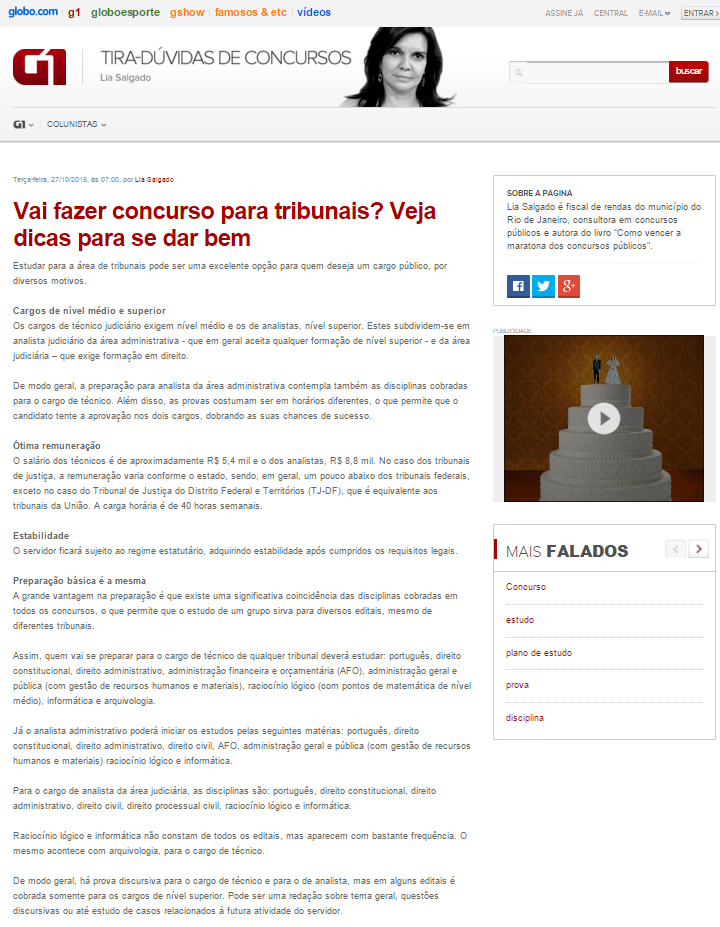 globo.com g1 globoesporte gshow famosos & etc vídeos ASSINE JÁ CENTRAL E-MAIL ENTRAR ›
G1 TIRA-DÚVIDAS DE CONCURSOS
Lia Salgado
buscar
G1 COLUNISTAS
Terça-feira, 27/10/2015, às 07:00, por Lia Salgado
Vai fazer concurso para tribunais? Veja
dicas para se dar bem
Estudar para a área de tribunais pode ser uma excelente opção para quem deseja um cargo público, por
diversos motivos.
Cargos de nível médio e superior
Os cargos de técnico judiciário exigem nível médio e os de analistas, nível superior. Estes subdividem-se em
analista judiciário da área administrativa - que em geral aceita qualquer formação de nível superior - e da área
judiciária – que exige formação em direito.
De modo geral, a preparação para analista da área administrativa contempla também as disciplinas cobradas
para o cargo de técnico. Além disso, as provas costumam ser em horários diferentes, o que permite que o
candidato tente a aprovação nos dois cargos, dobrando as suas chances de sucesso.
Ótima remuneração
O salário dos técnicos é de aproximadamente R$ 5,4 mil e o dos analistas, R$ 8,8 mil. No caso dos tribunais
de justiça, a remuneração varia conforme o estado, sendo, em geral, um pouco abaixo dos tribunais federais,
exceto no caso do Tribunal de Justiça do Distrito Federal e Territórios (TJ-DF), que é equivalente aos
tribunais da União. A carga horária é de 40 horas semanais.
Estabilidade
O servidor ficará sujeito ao regime estatutário, adquirindo estabilidade após cumpridos os requisitos legais.
Preparação básica é a mesma
A grande vantagem na preparação é que existe uma significativa coincidência das disciplinas cobradas em
todos os concursos, o que permite que o estudo de um grupo sirva para diversos editais, mesmo de
diferentes tribunais.
Assim, quem vai se preparar para o cargo de técnico de qualquer tribunal deverá estudar: português, direito
constitucional, direito administrativo, administração financeira e orçamentária (AFO), administração geral e
pública (com gestão de recursos humanos e materiais), raciocínio lógico (com pontos de matemática de nível
médio), informática e arquivologia.
Já o analista administrativo poderá iniciar os estudos pelas seguintes matérias: português, direito
constitucional, direito administrativo, direito civil, AFO, administração geral e pública (com gestão de recursos
humanos e materiais) raciocínio lógico e informática.
Para o cargo de analista da área judiciária, as disciplinas são: português, direito constitucional, direito
administrativo, direito civil, direito processual civil, raciocínio lógico e informática.
Raciocínio lógico e informática não constam de todos os editais, mas aparecem com bastante frequência. O
mesmo acontece com arquivologia, para o cargo de técnico.
De modo geral, há prova discursiva para o cargo de técnico e para o de analista, mas em alguns editais é
cobrada somente para os cargos de nível superior. Pode ser uma redação sobre tema geral, questões
discursivas ou até estudo de casos relacionados à futura atividade do servidor.
SOBRE A PÁGINA
Lia Salgado é fiscal de rendas do município do
Rio de Janeiro, consultora em concursos
públicos e autora do livro "Como vencer a
maratona dos concursos públicos".
PUBLICIDADE
MAIS FALADOS
Concurso
estudo
plano de estudo
prova
disciplina